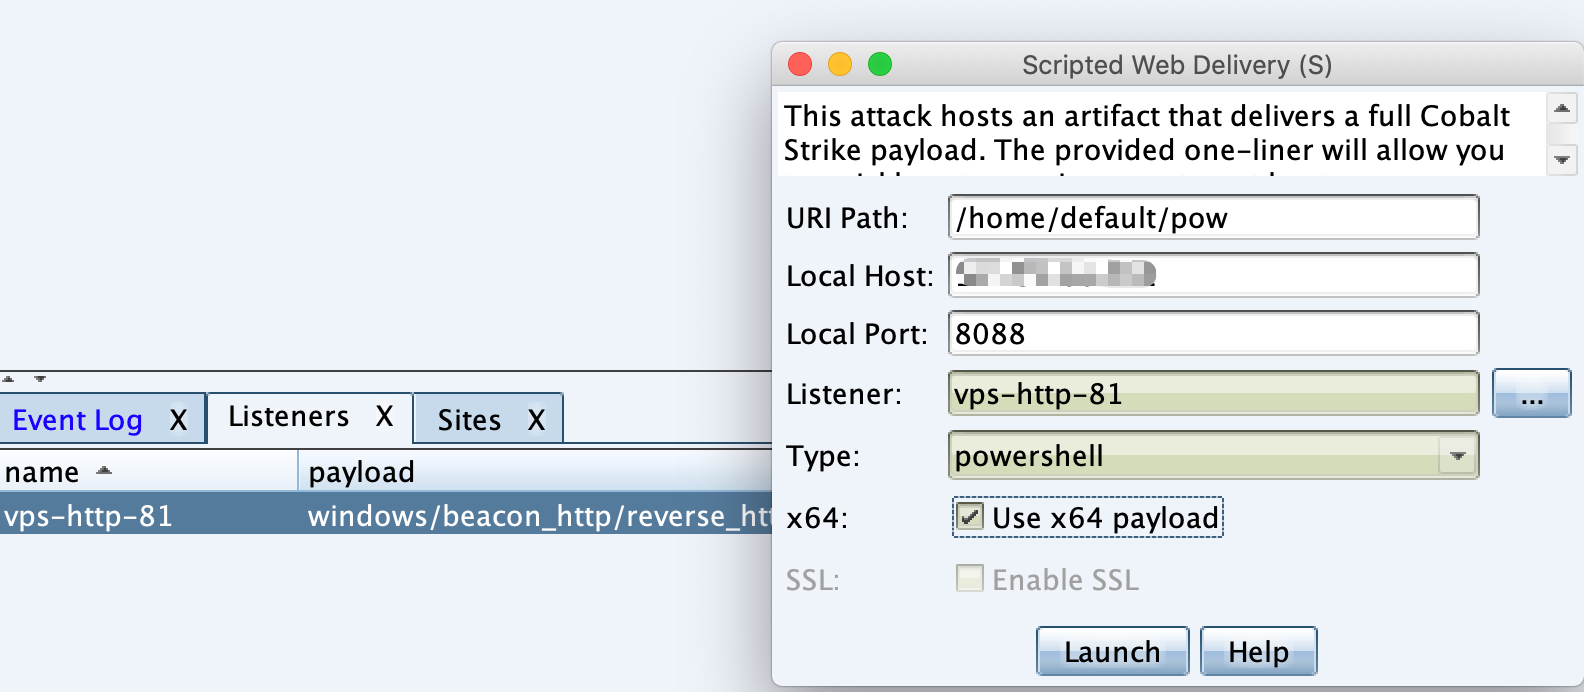 Scripted Web Delivery (S)
This attack hosts an artifact that delivers a full Cobalt
Strike payload. The provided one-liner will allow you
URI Path: /home/default/pow
Local Host:
Local Port: 8088
Listener: vps-http-81 ...
Type: powershell
x64: Use x64 payload
SSL: Enable SSL
Launch Help
Event Log X Listeners X Sites X
name payload
vps-http-81 windows/beacon_http/reverse_htt